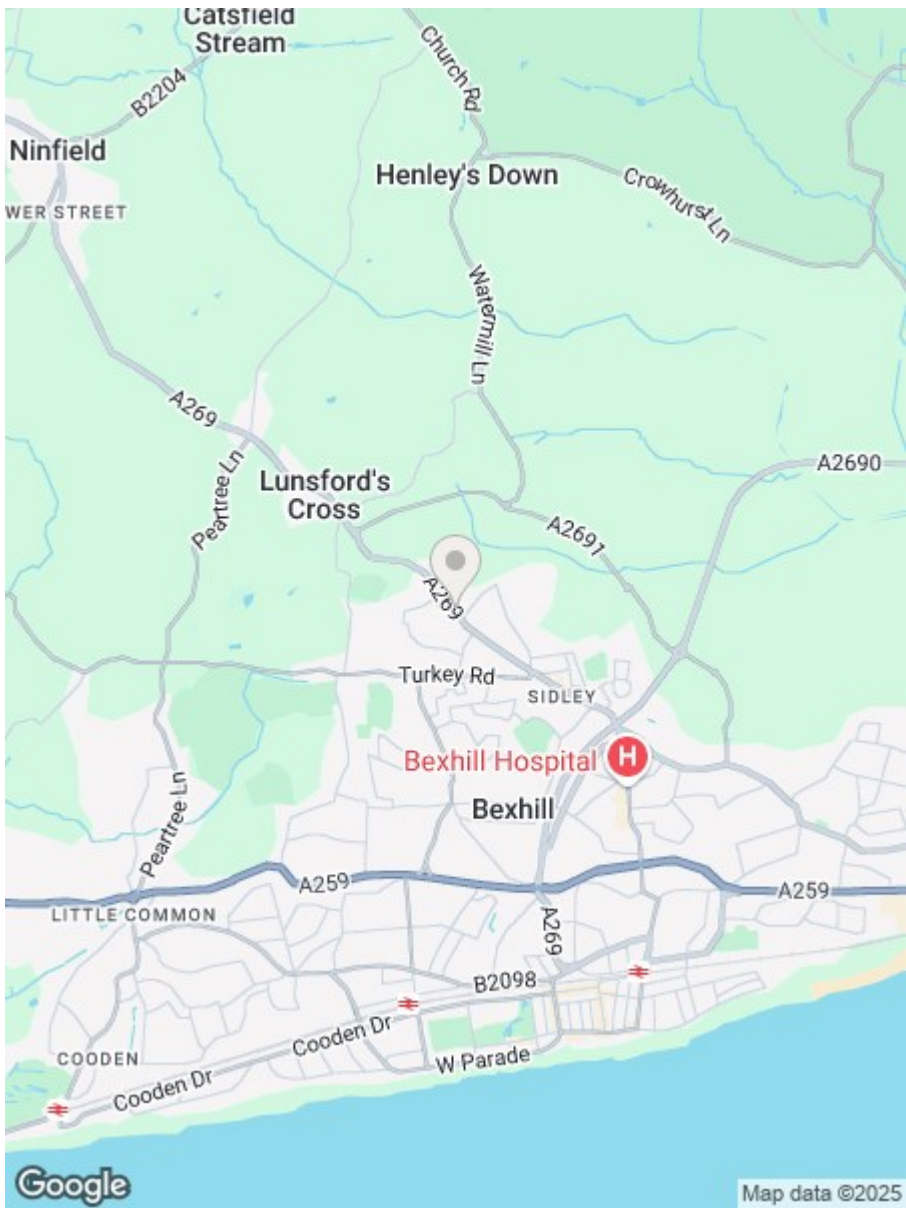 Catsfield
Stream
Church Rd
B2204
Ninfield
Henley's Down
Crowhurst Ln
WER STREET
Watermill Ln
A269
A2690
Lunsford's
Cross
Peartree Ln
A2691
A269
Turkey Rd
SIDLEY
Bexhill Hospital
H
Bexhill
Peartree Ln
A259
A259
LITTLE COMMON
A269
B2098
Cooden Dr
W Parade
COODEN
Cooden Dr
Google
Map data ©2025